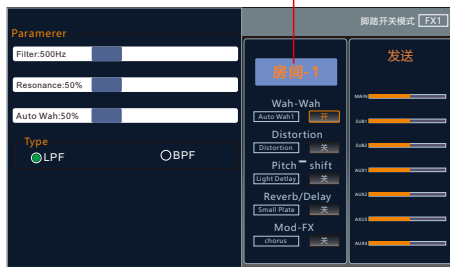 脚踏开关模式 FX1
Paramerer
Filter:500Hz
Resonance:50%
Auto Wah:50%
Type
LPF
BPF
房间-1
Wah-Wah
Auto Wah1 开
Distortion
Distortion 关
Pitch shift
Light Detlay 关
Reverb/Delay
Small Plate 关
Mod-FX
chorus 关
发送
MAIN
SUB1
SUB2
AUX1
AUX2
AXU3
AUX4